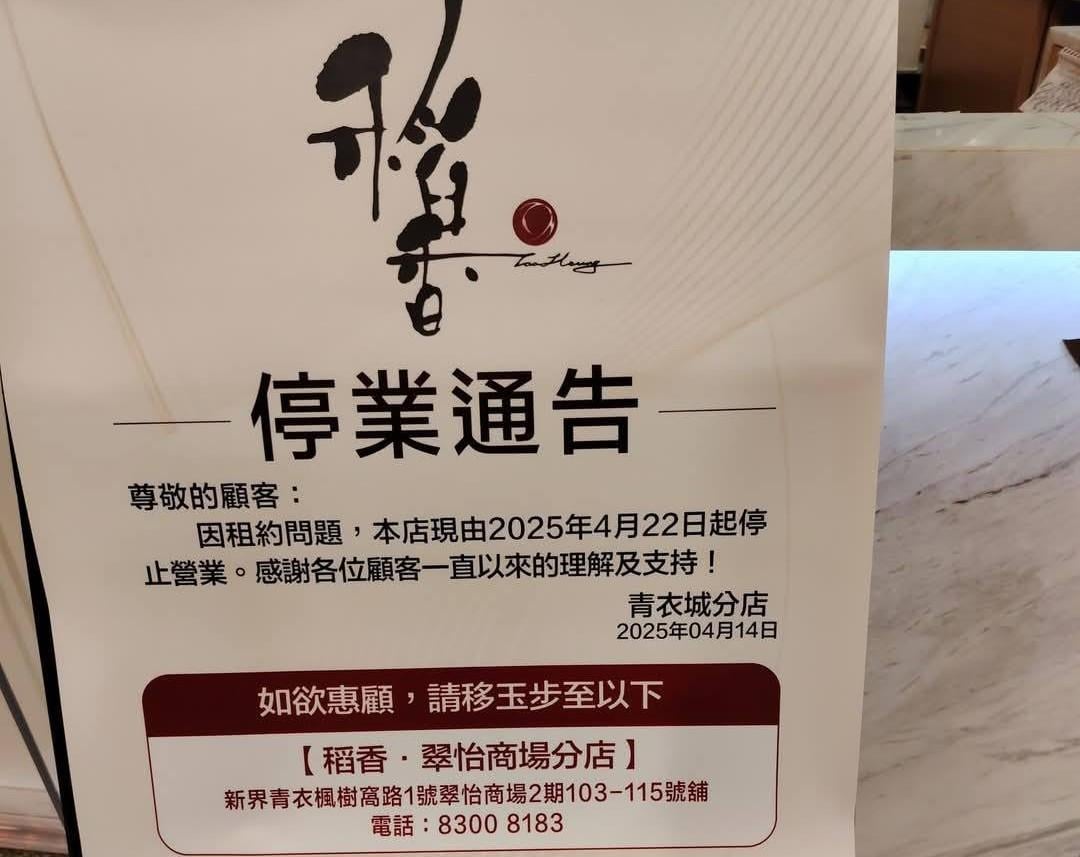 稻香
Tao Heung
停業通告
尊敬的顧客：
因租約問題，本店現由2025年4月22日起停
止營業。感謝各位顧客一直以來的理解及支持！
青衣城分店
2025年04月14日
如欲惠顧，請移玉步至以下
【稻香·翠怡商場分店】
新界青衣楓樹窩路1號翠怡商場2期103-115號舖
電話：8300 8183